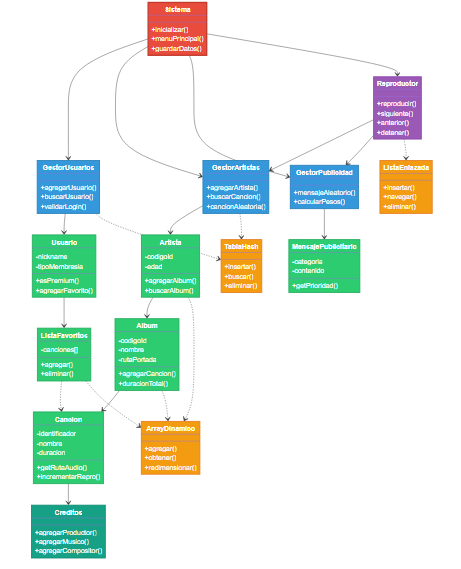 Sistema
+inicializar()
+menuPrincipal()
+guardarDatos()
Reproductor
+reproducir()
+siguiente()
+anterior()
+detener()
GestorUsuarios
+agregarUsuario()
+buscarUsuario()
+validarLogin()
GestorArtistas
+agregarArtista()
+buscarCancion()
+cancionAleatoria()
GestorPublicidad
+mensajeAleatorio()
+calcularPesos()
ListaEnlazada
+insertar()
+navegar()
+eliminar()
Usuario
-nickname
-tipoMembresia
+esPremium()
+agregarFavorito()
Artista
-codigoId
-edad
+agregarAlbum()
+buscarAlbum()
TablaHash
+insertar()
+buscar()
+eliminar()
MensajePublicitario
-categoria
-contenido
+getPrioridad()
ListaFavoritos
-canciones[]
+agregar()
+eliminar()
Album
-codigoId
-nombre
-rutaPortada
+agregarCancion()
+duracionTotal()
Cancion
-identificador
-nombre
-duracion
+getRutaAudio()
+incrementarRepro()
ArrayDinamico
+agregar()
+obtener()
+redimensionar()
Creditos
+agregarProductor()
+agregarMusico()
+agregarCompositor()